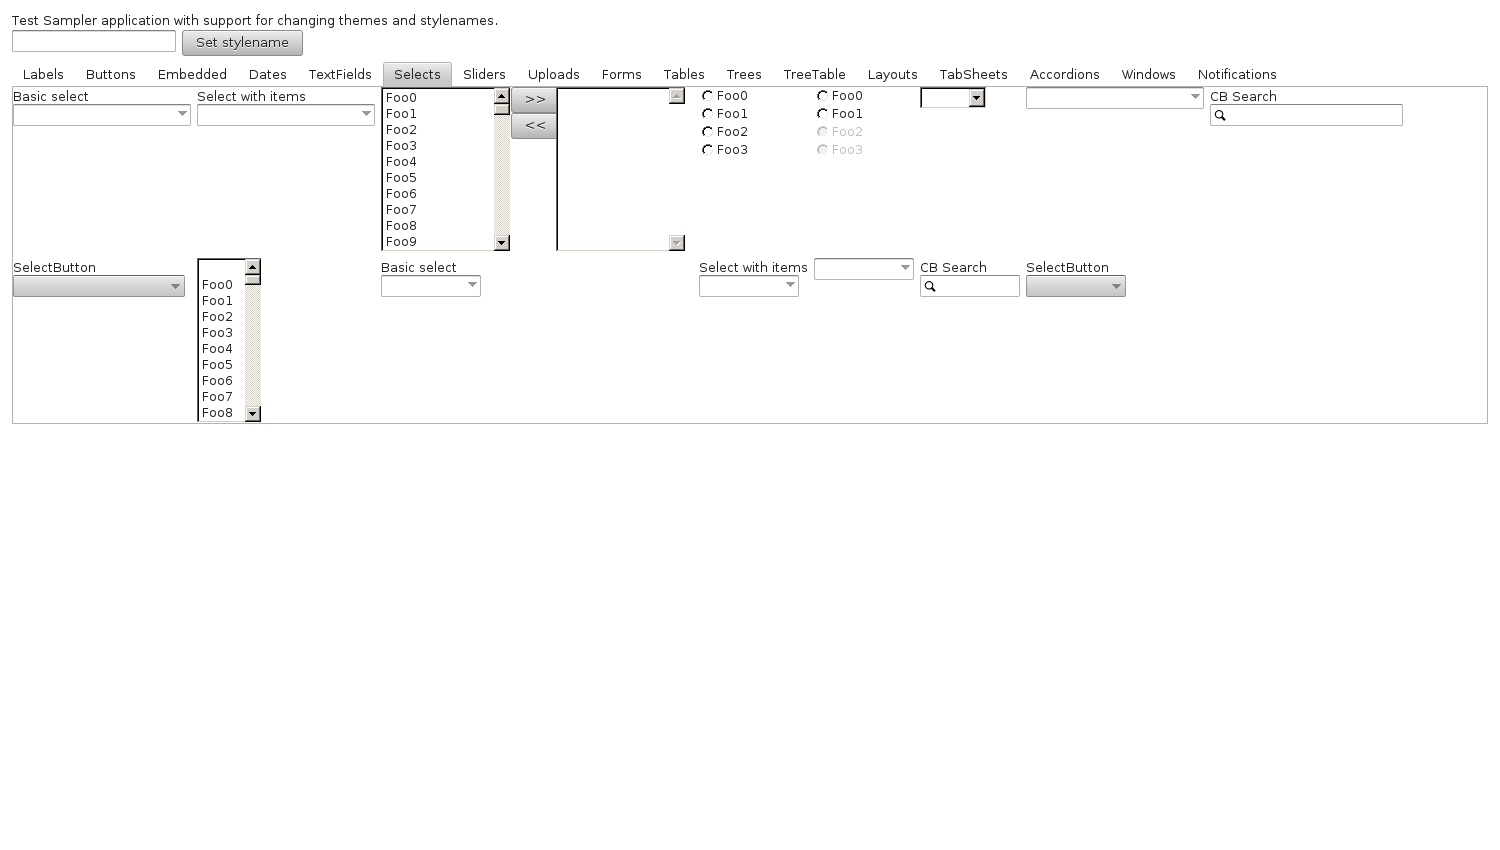 Test Sampler application with support for changing themes and stylenames.
Set stylename
Labels Buttons Embedded Dates TextFields Selects Sliders Uploads Forms Tables Trees TreeTable Layouts TabSheets Accordions Windows Notifications
Basic select
Select with items
Foo0
Foo1
Foo2
Foo3
Foo4
Foo5
Foo6
Foo7
Foo8
Foo9
>>
<<
Foo0
Foo1
Foo2
Foo3
Foo0
Foo1
Foo2
Foo3
CB Search
SelectButton
Foo0
Foo1
Foo2
Foo3
Foo4
Foo5
Foo6
Foo7
Foo8
Basic select
Select with items
CB Search
SelectButton